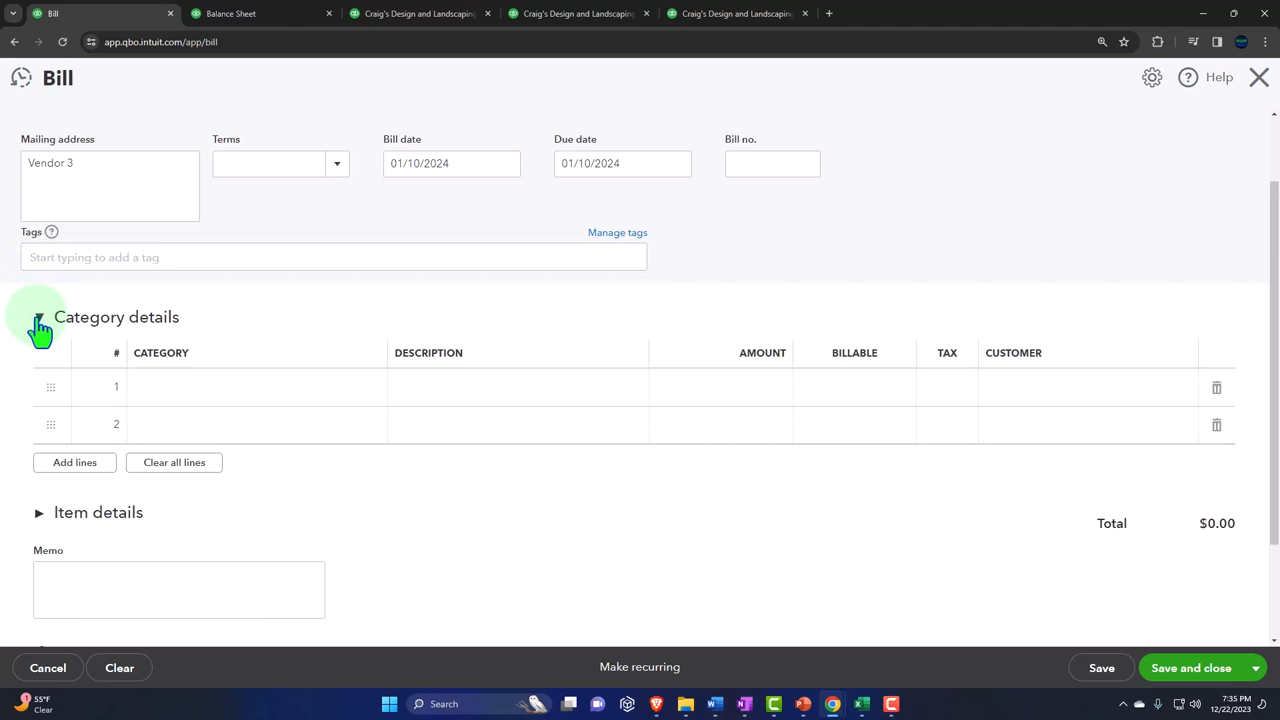 Bill
Balance Sheet
Craig's Design and Landscaping
Craig's Design and Landscaping
Craig's Design and Landscaping
app.qbo.intuit.com/app/bill
Bill
Help
Mailing address
Terms
Bill date
Due date
Bill no.
Vendor 3
01/10/2024
01/10/2024
Tags
Manage tags
Start typing to add a tag
Category details
# CATEGORY DESCRIPTION AMOUNT BILLABLE TAX CUSTOMER
1
2
Add lines Clear all lines
Item details
Total $0.00
Memo
Cancel Clear Make recurring Save Save and close
1 55°F
Clear
Search
7:35 PM
12/22/2023